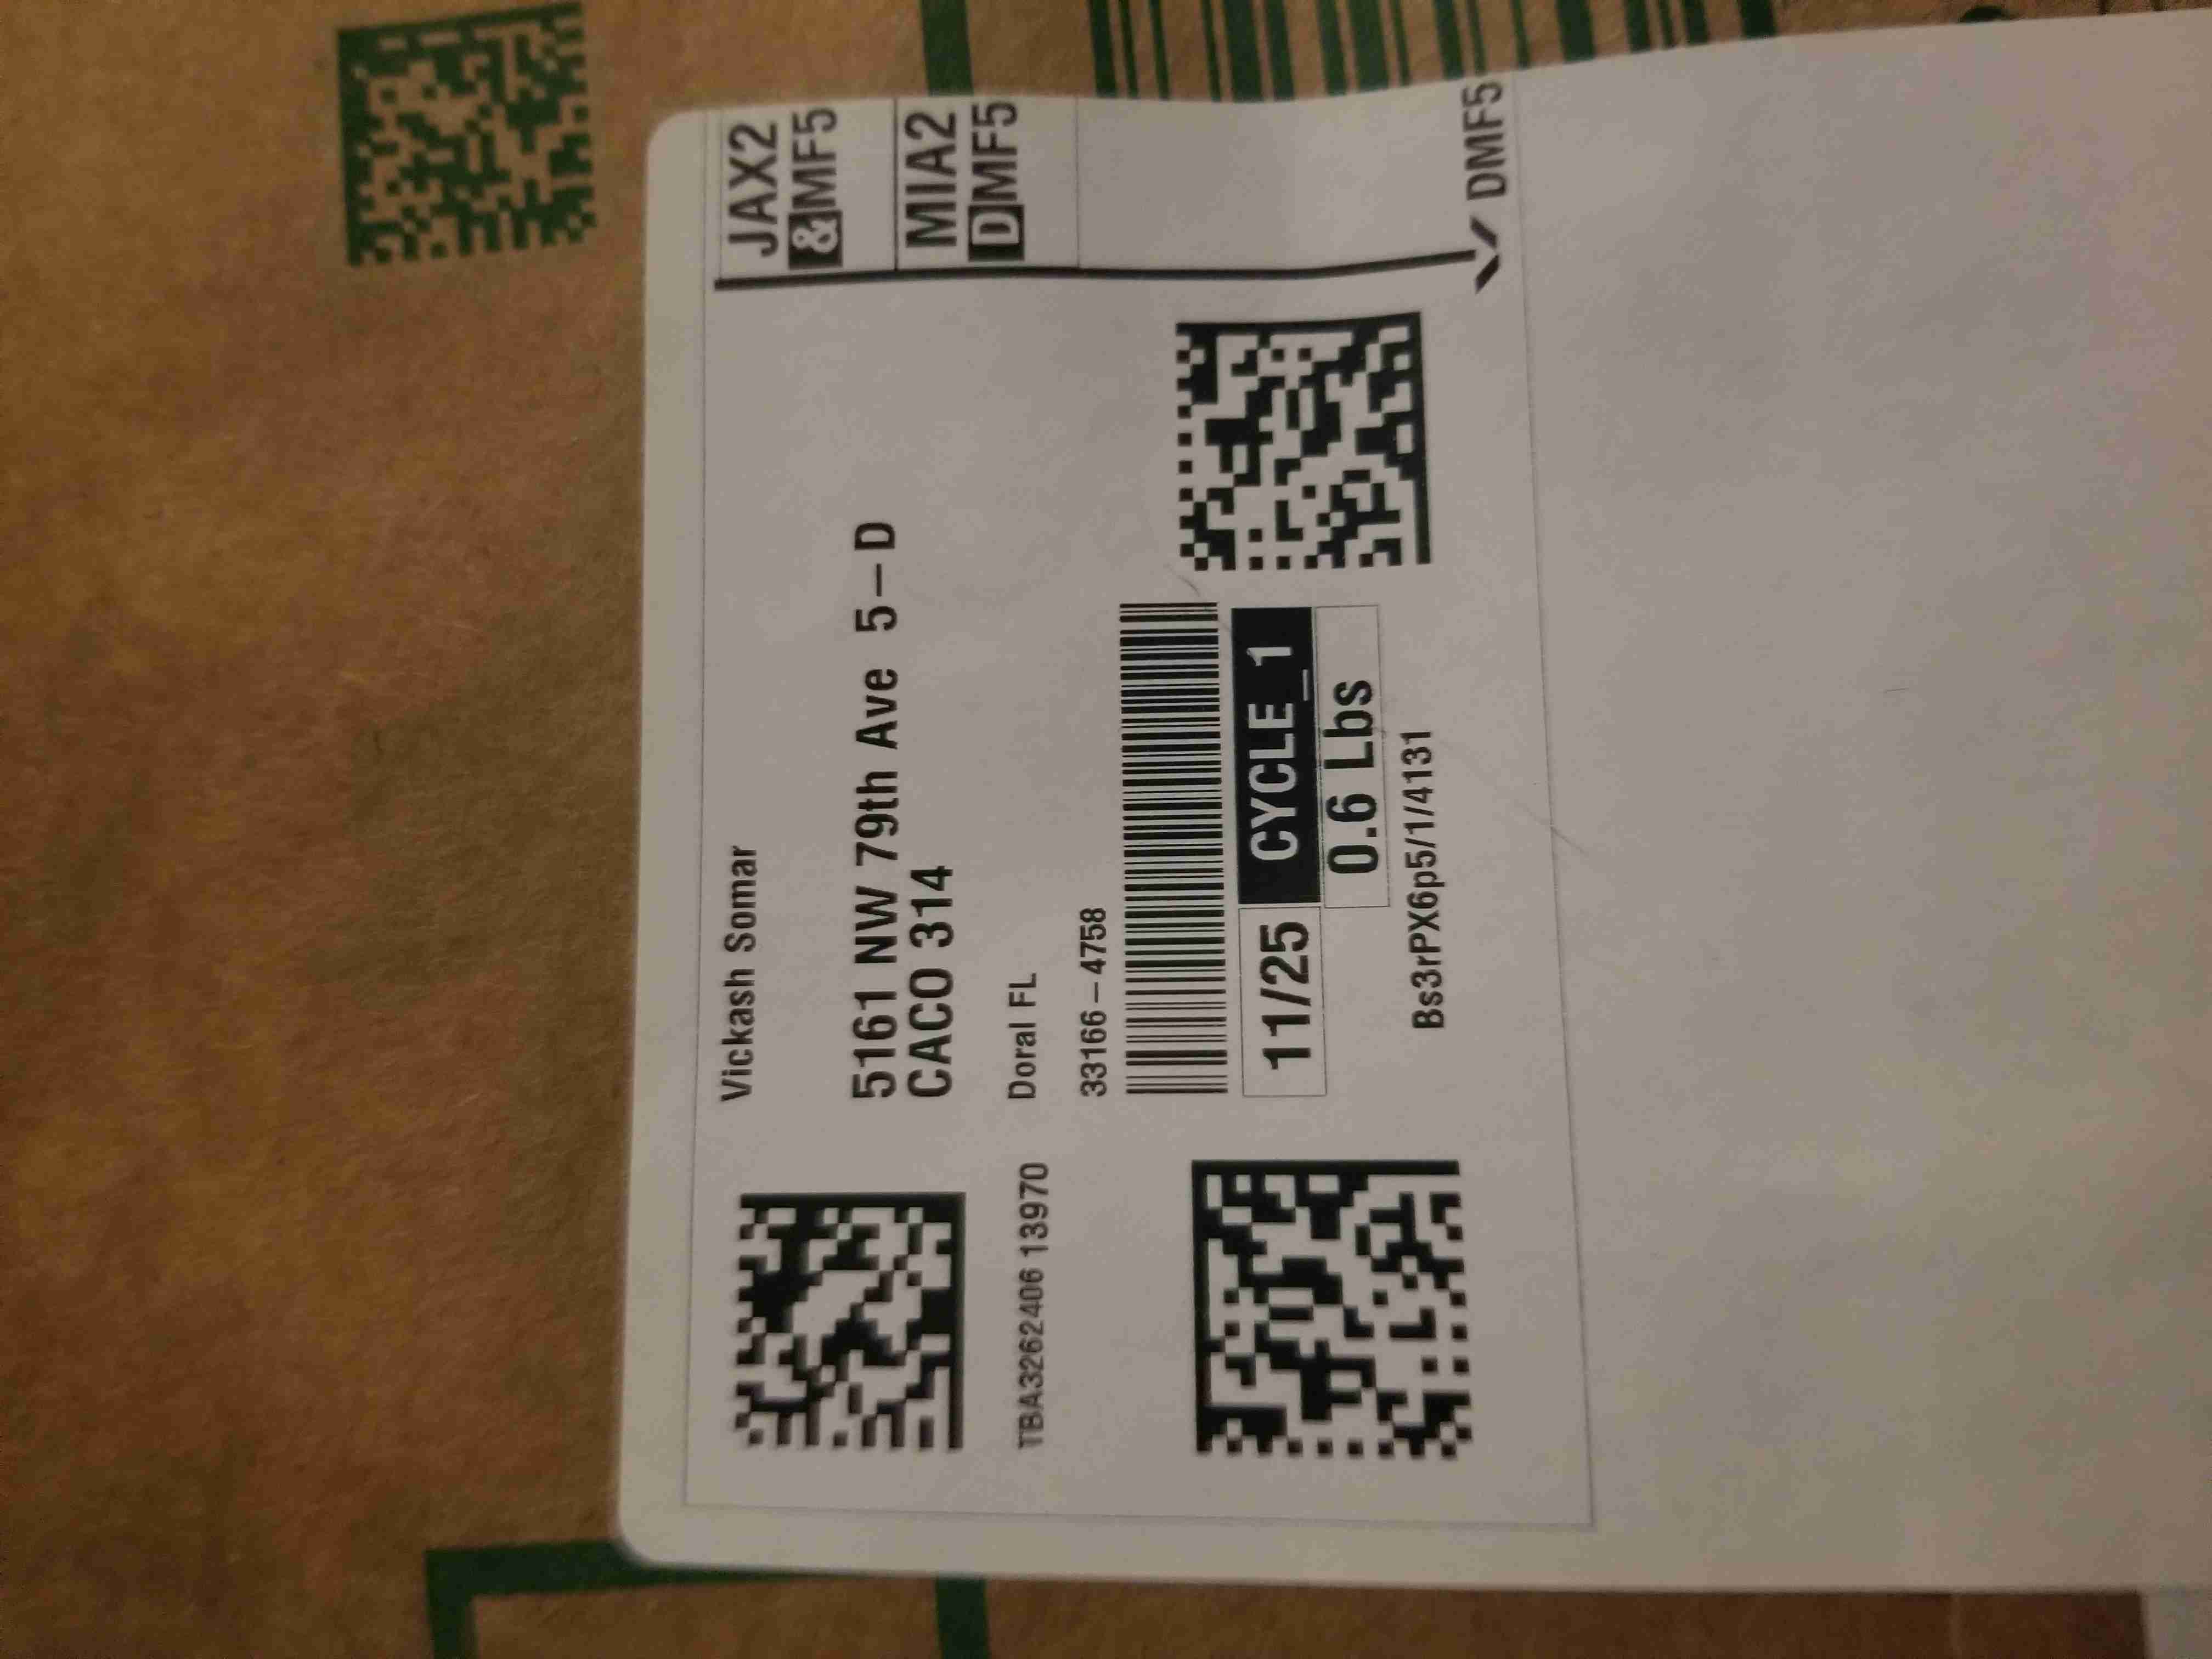 Vickash Somar
5161 NW 79th Ave 5-D
CACO 314
Doral FL
33166-4758
TBA3262406 13970
11/25
CYCLE_1
0.6 Lbs
Bs3rPX6p5/1/4131
JAX2
&MF5
MIA2
DMF5
DMF5